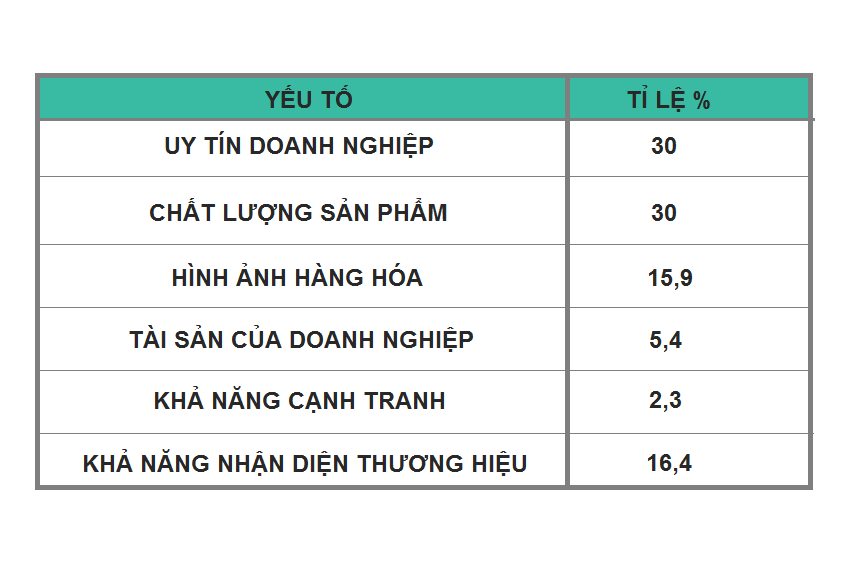 YẾU TỐ TỈ LỆ %
UY TÍN DOANH NGHIỆP 30
CHẤT LƯỢNG SẢN PHẨM 30
HÌNH ẢNH HÀNG HÓA 15,9
TÀI SẢN CỦA DOANH NGHIỆP 5,4
KHẢ NĂNG CẠNH TRANH 2,3
KHẢ NĂNG NHẬN DIỆN THƯƠNG HIỆU 16,4